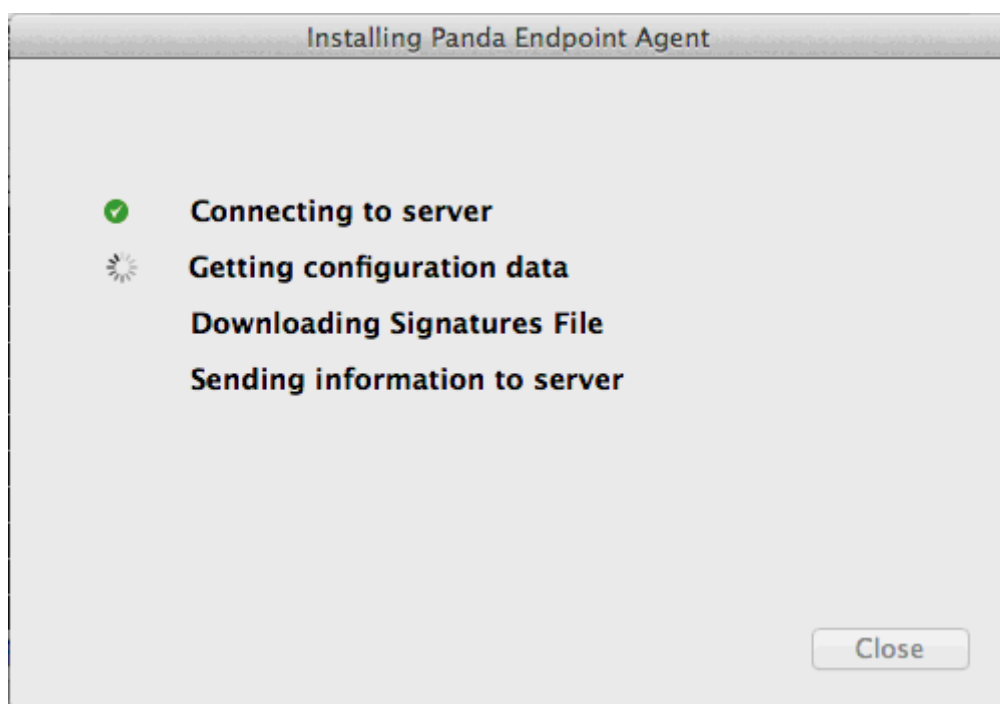 Installing Panda Endpoint Agent
Connecting to server
Getting configuration data
Downloading Signatures File
Sending information to server
Close